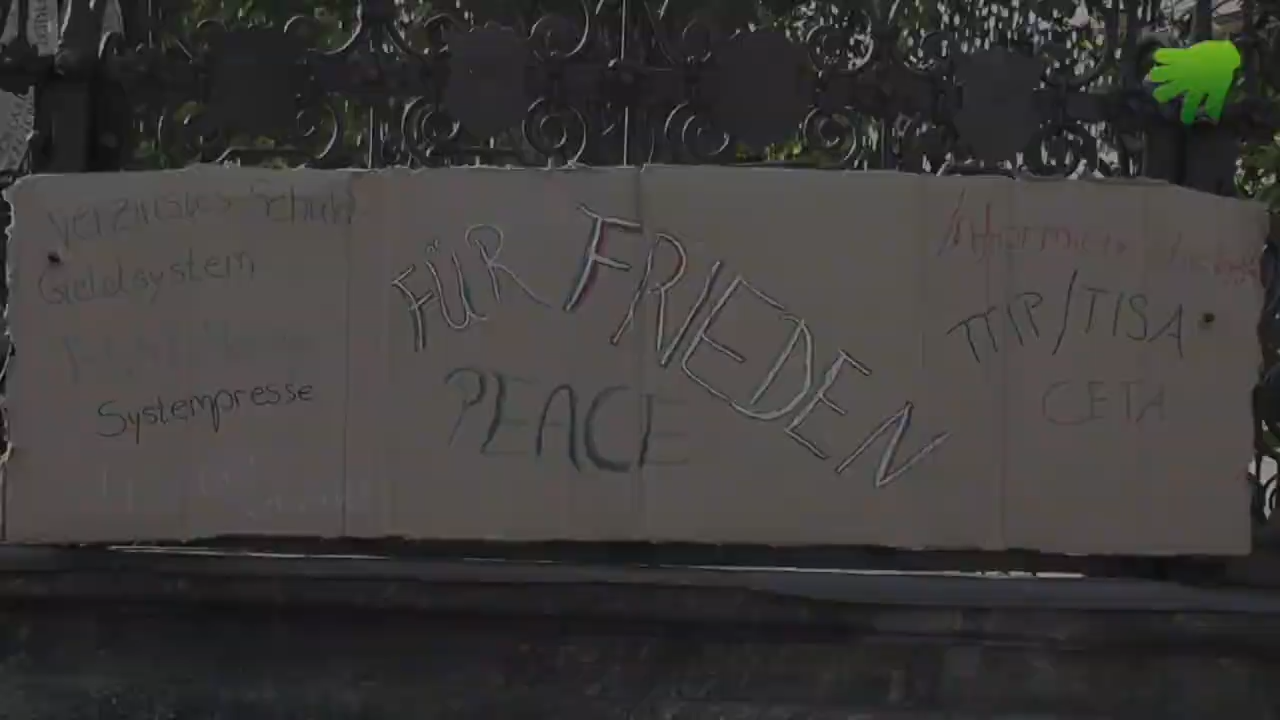 verzinstes Schuld
Geldsystem
Systempresse
FÜR FRIEDEN
PEACE
TTIP/TISA
CETA